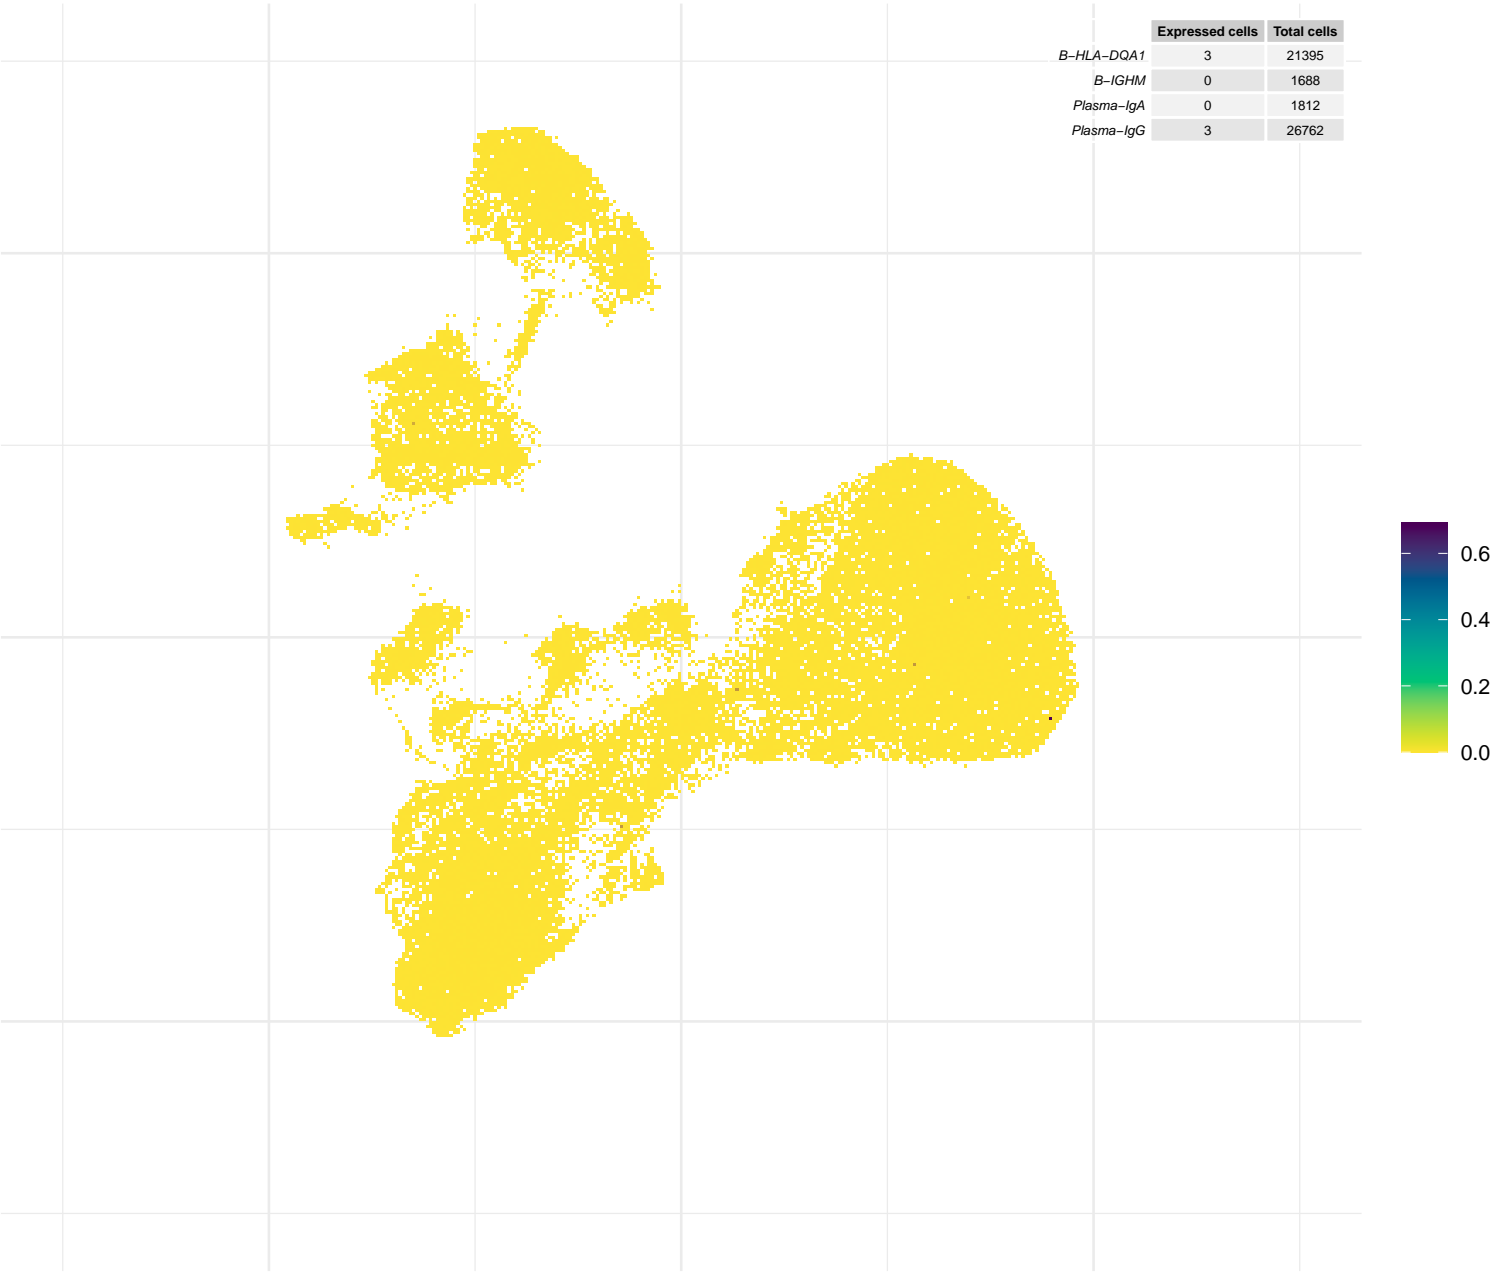 Expressed cells Total cells
B−HLA−DQA1 3 21395
B−IGHM 0 1688
Plasma−IgA 0 1812
Plasma−IgG 3 26762
0.6
0.4
0.2
0.0